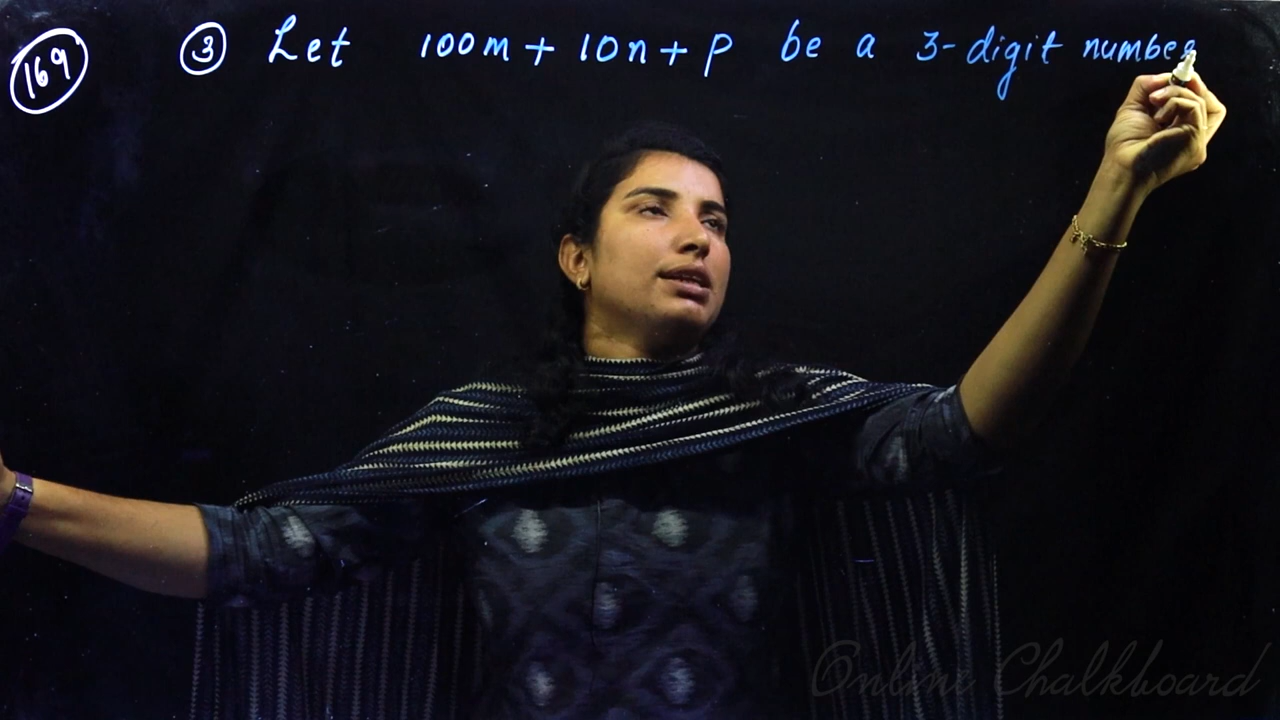 169 3 Let 100m + 10n + p be a 3-digit number
Online Chalkboard